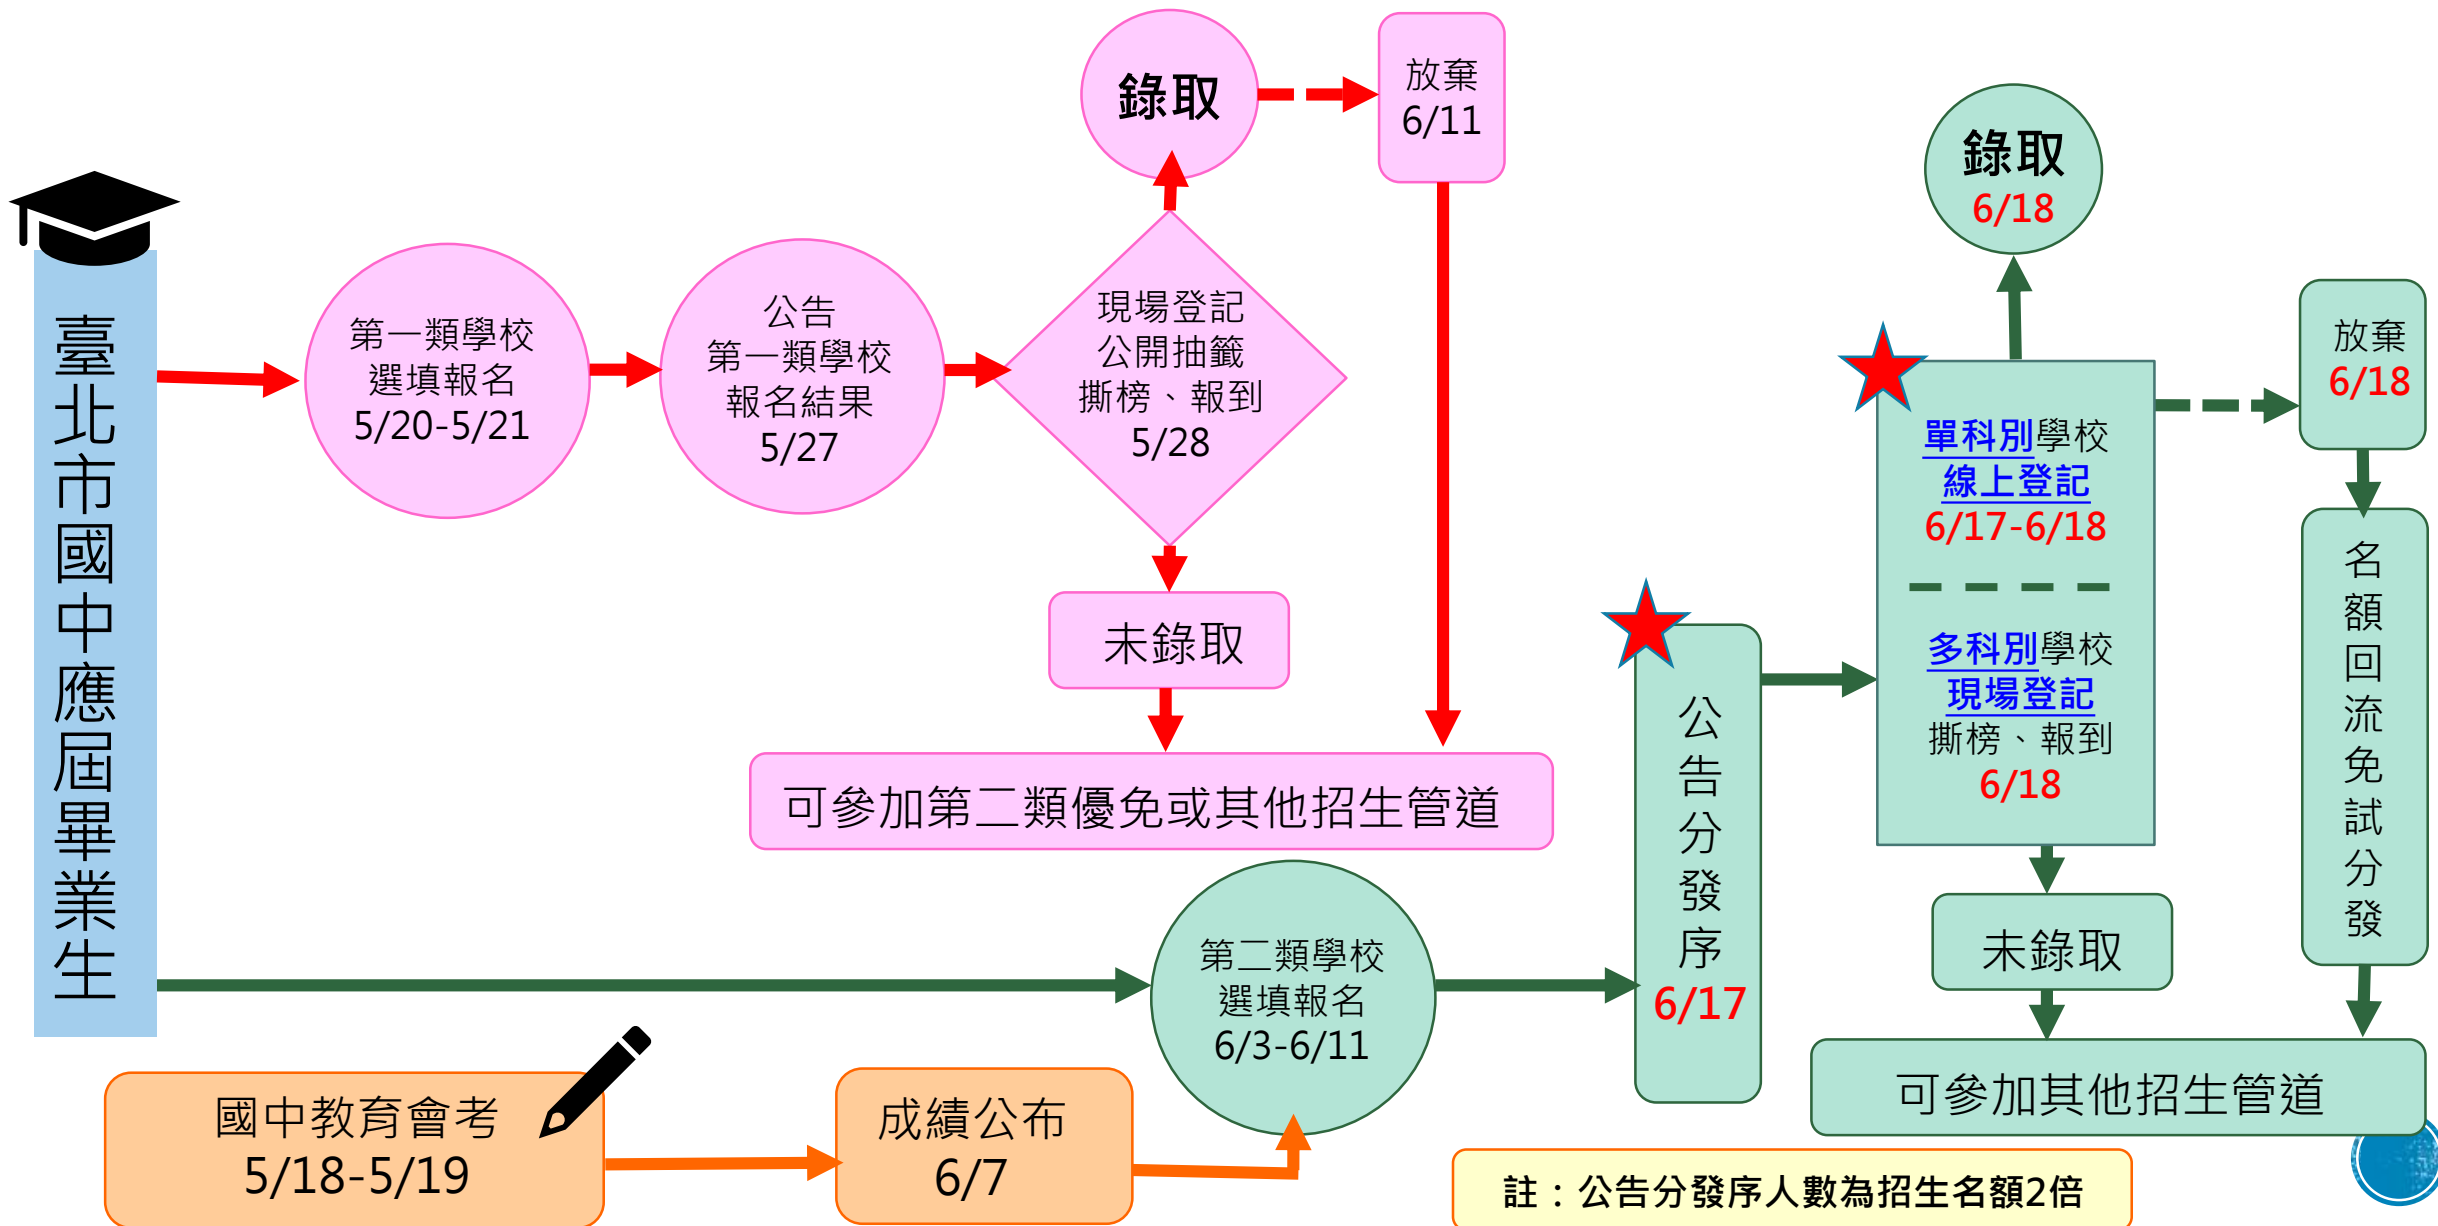 臺北市國中應屆畢業生
第一類學校
選填報名
5/20-5/21
公告
第一類學校
報名結果
5/27
現場登記
公開抽籤
撕榜、報到
5/28
錄取
放棄
6/11
未錄取
可參加第二類優免或其他招生管道
國中教育會考
5/18-5/19
成績公布
6/7
第二類學校
選填報名
6/3-6/11
公告分發序
6/17
單科別學校
線上登記
6/17-6/18
多科別學校
現場登記
撕榜、報到
6/18
錄取
6/18
放棄
6/18
名額回流免試分發
未錄取
可參加其他招生管道
註：公告分發序人數為招生名額2倍